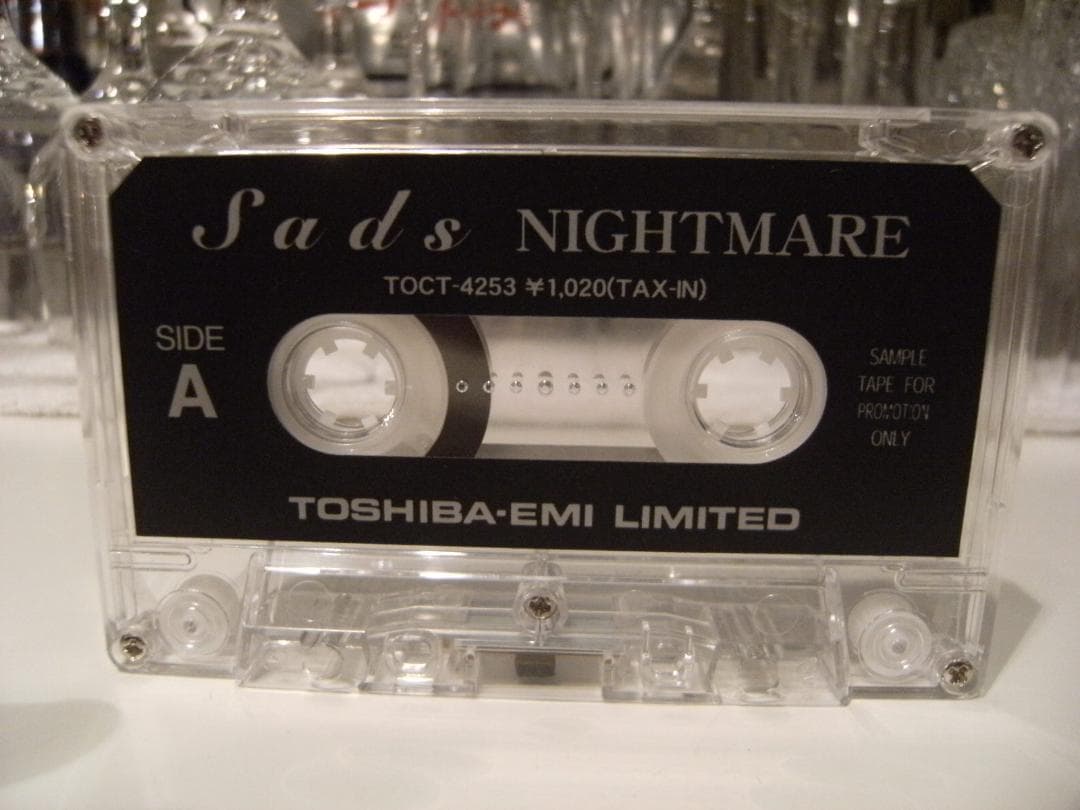 Sads NIGHTMARE
TOCT-4253 ¥1,020(TAX-IN)
SIDE
A
SAMPLE
TAPE FOR
PROMOTION
ONLY
TOSHIBA-EMI LIMITED